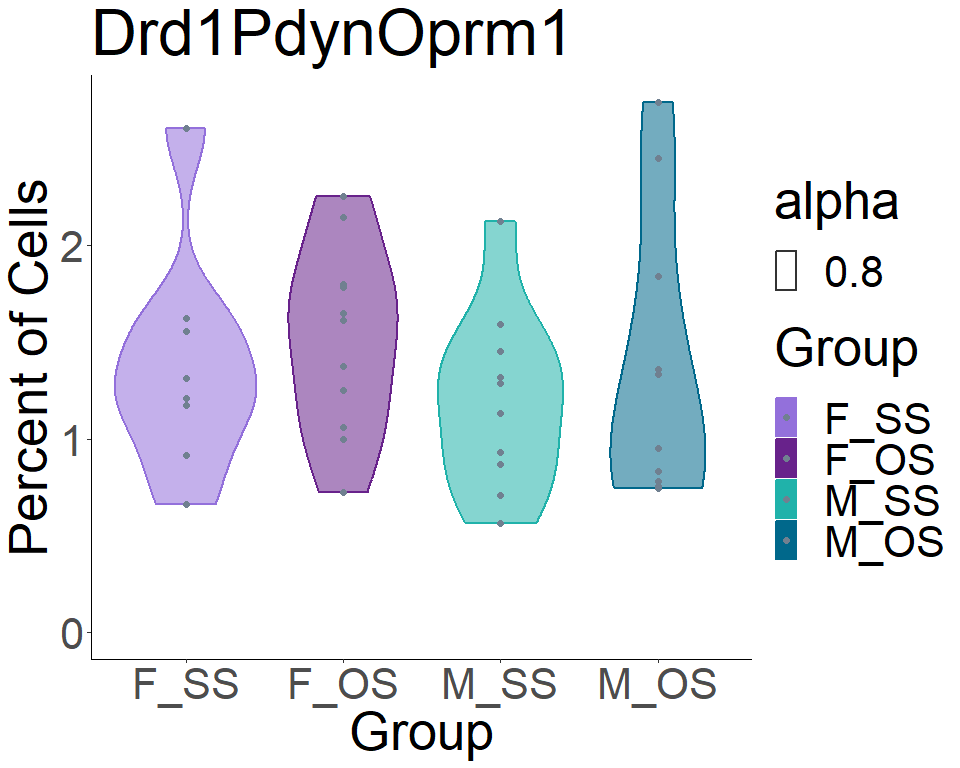 Drd1PdynOprm1
Percent of Cells
2
1
0
F_SS F_OS M_SS M_OS
Group
alpha
0.8
Group
F_SS
F_OS
M_SS
M_OS